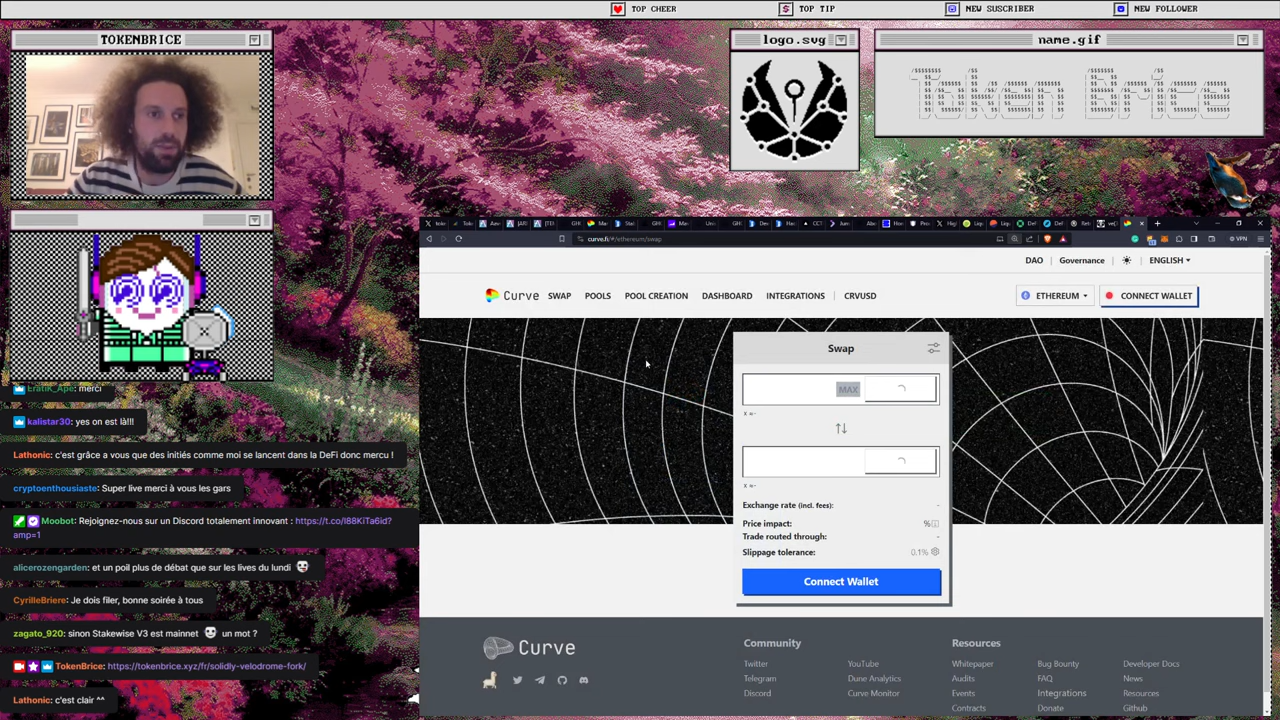 TOP CHEER
TOP TIP
NEW SUSCRIBER
NEW FOLLOWER
TOKENBRICE
logo.svg
name.gif
EratiK_Ape: merci
kalistar30: yes on est là!!!
Lathonic: c'est grâce a vous que des initiés comme moi se lancent dans la DeFi donc mercu !
cryptoenthousiaste: Super live merci à vous les gars
Moobot: Rejoignez-nous sur un Discord totalement innovant : https://t.co/I88KiTa6id?
amp=1
alicerozengarden: et un poil plus de débat que sur les lives du lundi
CyrilleBriere: Je dois filer, bonne soirée à tous
zagato_920: sinon Stakewise V3 est mainnet un mot ?
TokenBrice: https://tokenbrice.xyz/fr/solidly-velodrome-fork/
Lathonic: c'est clair ^^
curve.fi/#/ethereum/swap
VPN
DAO
Governance
ENGLISH
Curve
SWAP
POOLS
POOL CREATION
DASHBOARD
INTEGRATIONS
CRVUSD
ETHEREUM
CONNECT WALLET
Swap
MAX
x ≈-
x ≈-
Exchange rate (incl. fees): -
Price impact: %
Trade routed through: -
Slippage tolerance: 0.1%
Connect Wallet
Curve
Community
Twitter
Telegram
Discord
YouTube
Dune Analytics
Curve Monitor
Resources
Whitepaper
Audits
Events
Contracts
Bug Bounty
FAQ
Integrations
Donate
Developer Docs
News
Resources
Github